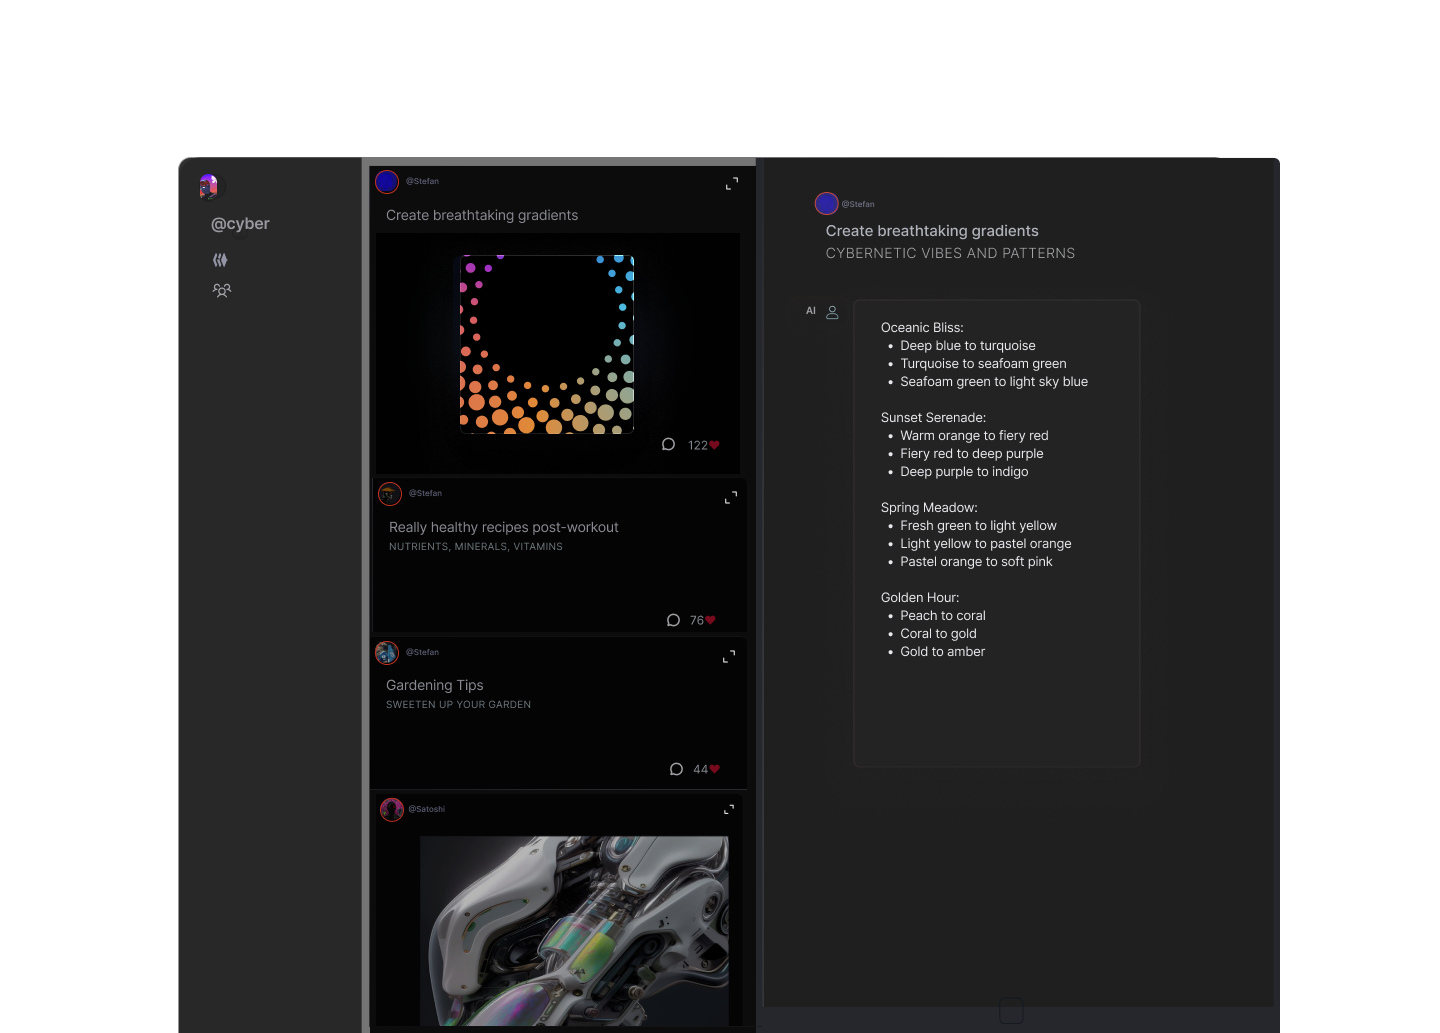 @cyber
@Stefan
Create breathtaking gradients
122
@Stefan
Really healthy recipes post-workout
NUTRIENTS, MINERALS, VITAMINS
76
@Stefan
Gardening Tips
SWEETEN UP YOUR GARDEN
44
@Satoshi
@Stefan
Create breathtaking gradients
CYBERNETIC VIBES AND PATTERNS
AI
Oceanic Bliss:
• Deep blue to turquoise
• Turquoise to seafoam green
• Seafoam green to light sky blue
Sunset Serenade:
• Warm orange to fiery red
• Fiery red to deep purple
• Deep purple to indigo
Spring Meadow:
• Fresh green to light yellow
• Light yellow to pastel orange
• Pastel orange to soft pink
Golden Hour:
• Peach to coral
• Coral to gold
• Gold to amber